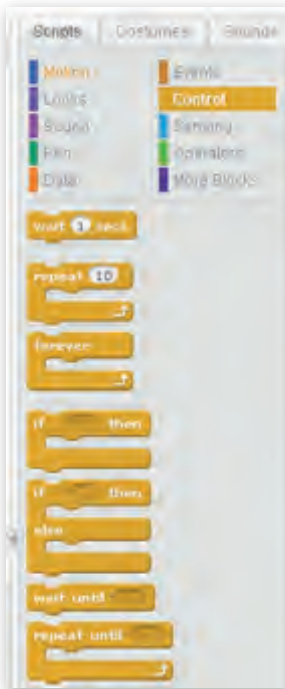 Scripts Costumes Sounds
Motion Events
Looks Control
Sound Sensing
Pen Operators
Data More Blocks
wait 1 secs
repeat 10
forever
if then
if then
else
wait until
repeat until